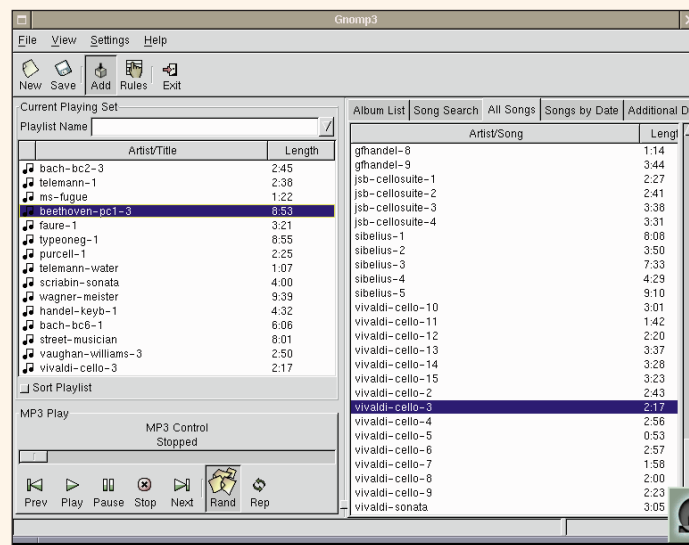 Gnomp3
File View Settings Help
New Save Add Rules Exit
Current Playing Set
Playlist Name
Artist/Title Length
bach-bc2-3 2:45
telemann-1 2:38
ms-fugue 1:22
beethoven-pc1-3 8:53
faure-1 3:21
typeoneg-1 8:55
purcell-1 2:25
telemann-water 1:07
scriabin-sonata 4:00
wagner-meister 9:39
handel-keyb-1 4:32
bach-bc6-1 6:06
street-musician 8:01
vaughan-williams-3 2:50
vivaldi-cello-3 2:17
Sort Playlist
MP3 Play
MP3 Control
Stopped
Prev Play Pause Stop Next Rand Rep
Album List Song Search All Songs Songs by Date Additional D
Artist/Song Lengt
gfhandel-8 1:14
gfhandel-9 3:44
jsb-cellosuite-1 2:27
jsb-cellosuite-2 2:41
jsb-cellosuite-3 3:38
jsb-cellosuite-4 3:31
sibelius-1 8:08
sibelius-2 3:50
sibelius-3 7:33
sibelius-4 4:29
sibelius-5 9:10
vivaldi-cello-10 3:01
vivaldi-cello-11 1:42
vivaldi-cello-12 2:20
vivaldi-cello-13 3:37
vivaldi-cello-14 3:28
vivaldi-cello-15 3:23
vivaldi-cello-2 2:43
vivaldi-cello-3 2:17
vivaldi-cello-4 2:56
vivaldi-cello-5 0:53
vivaldi-cello-6 2:57
vivaldi-cello-7 1:58
vivaldi-cello-8 2:00
vivaldi-cello-9 2:23
vivaldi-sonata 3:05